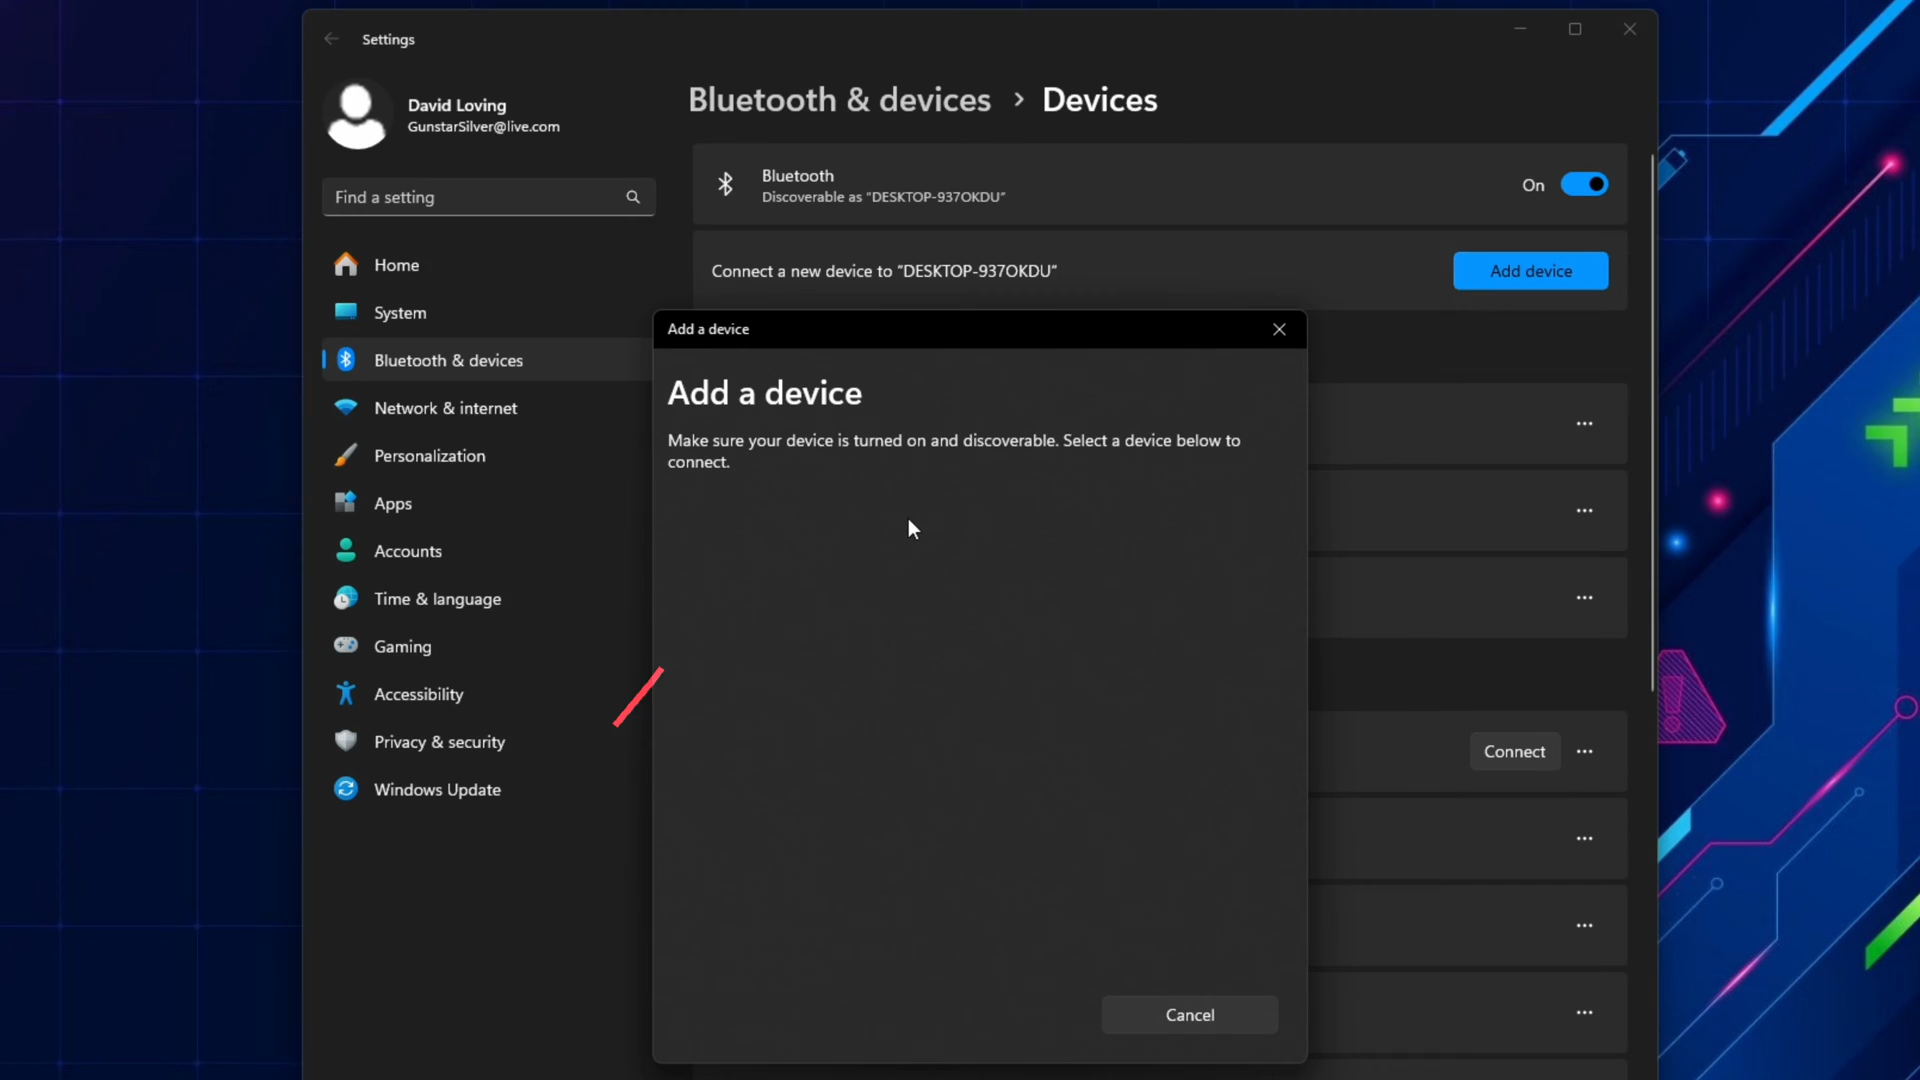 Settings
David Loving
GunstarSilver@live.com
Find a setting
Home
System
Bluetooth & devices
Network & internet
Personalization
Apps
Accounts
Time & language
Gaming
Accessibility
Privacy & security
Windows Update
Bluetooth & devices > Devices
Bluetooth
Discoverable as "DESKTOP-937OKDU"
On
Connect a new device to "DESKTOP-937OKDU"
Add device
Add a device
Add a device
Make sure your device is turned on and discoverable. Select a device below to
connect.
Connect
Cancel